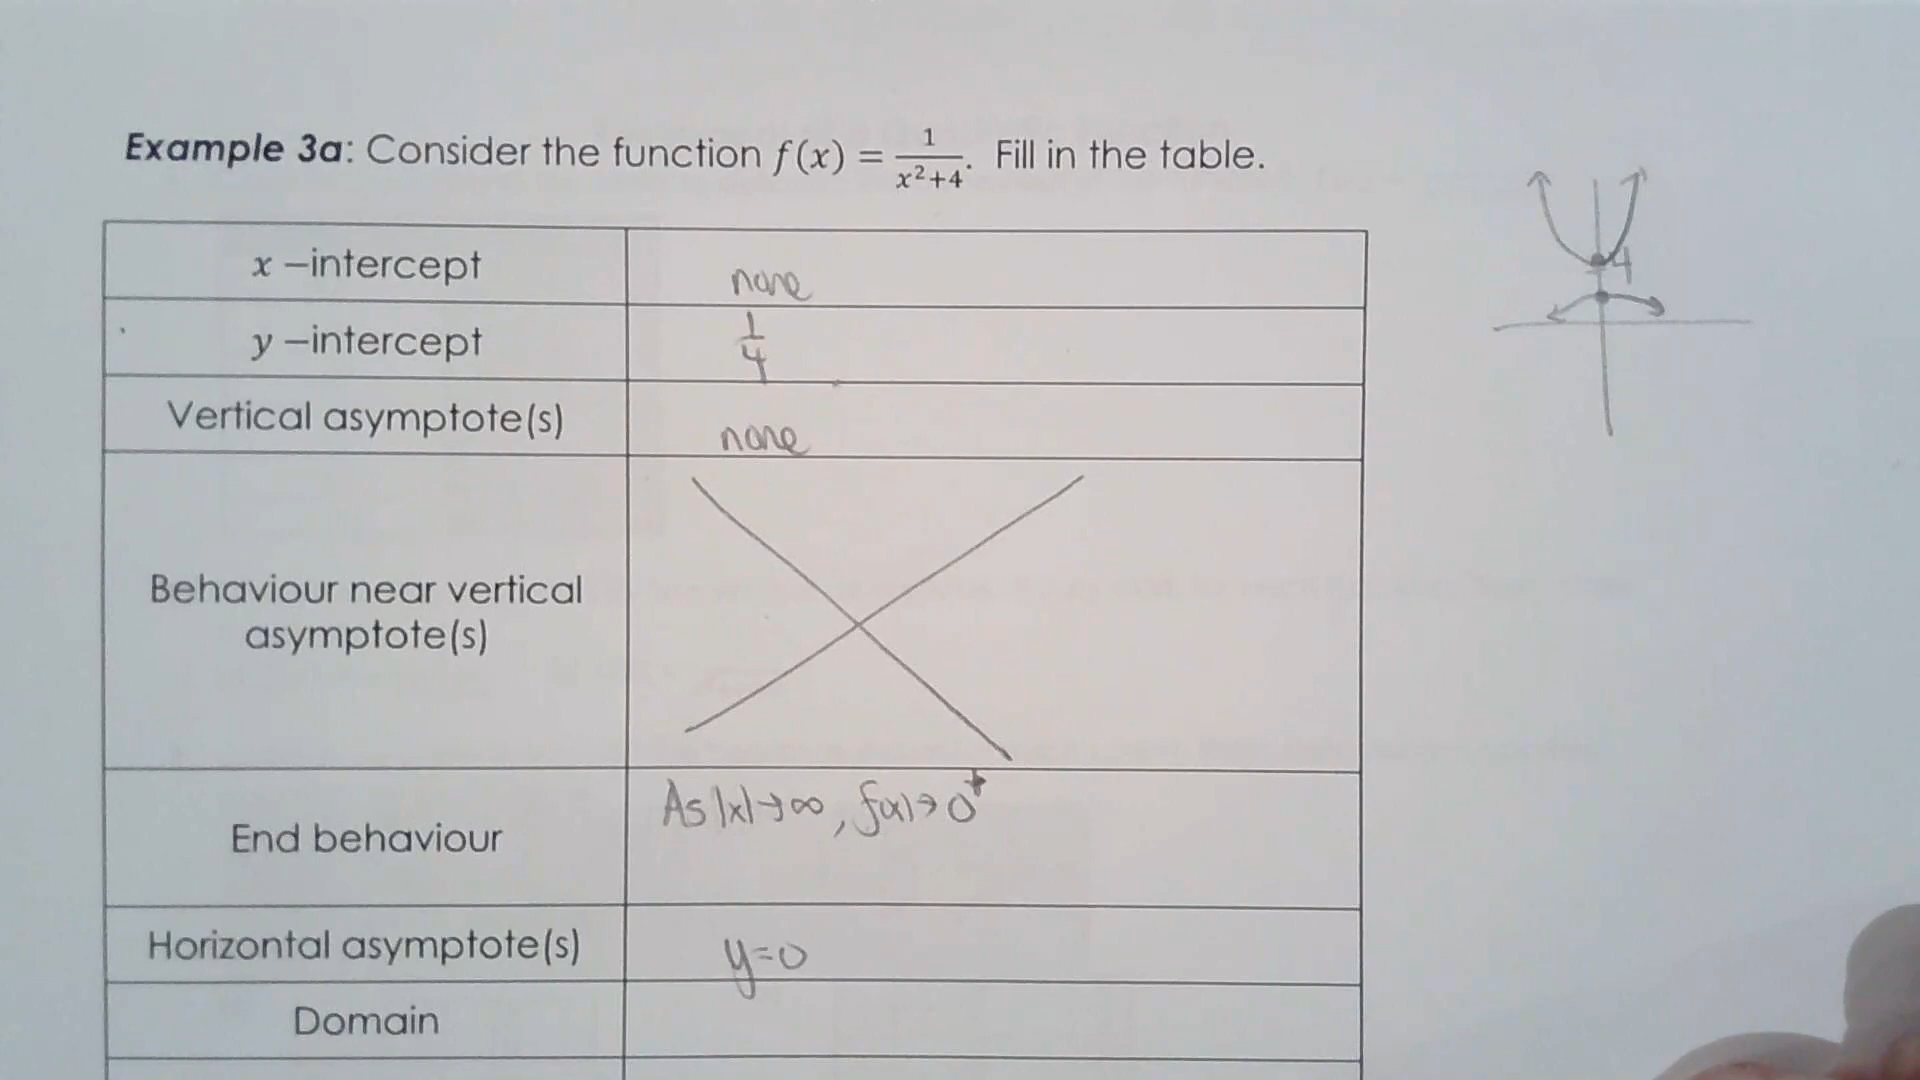 Example 3a: Consider the function f(x) = 1/(x²+4). Fill in the table.
4
x –intercept none
y –intercept 1/4
Vertical asymptote(s) none
Behaviour near vertical
asymptote(s)
End behaviour As |x|→∞, f(x)→0⁺
Horizontal asymptote(s) y=0
Domain